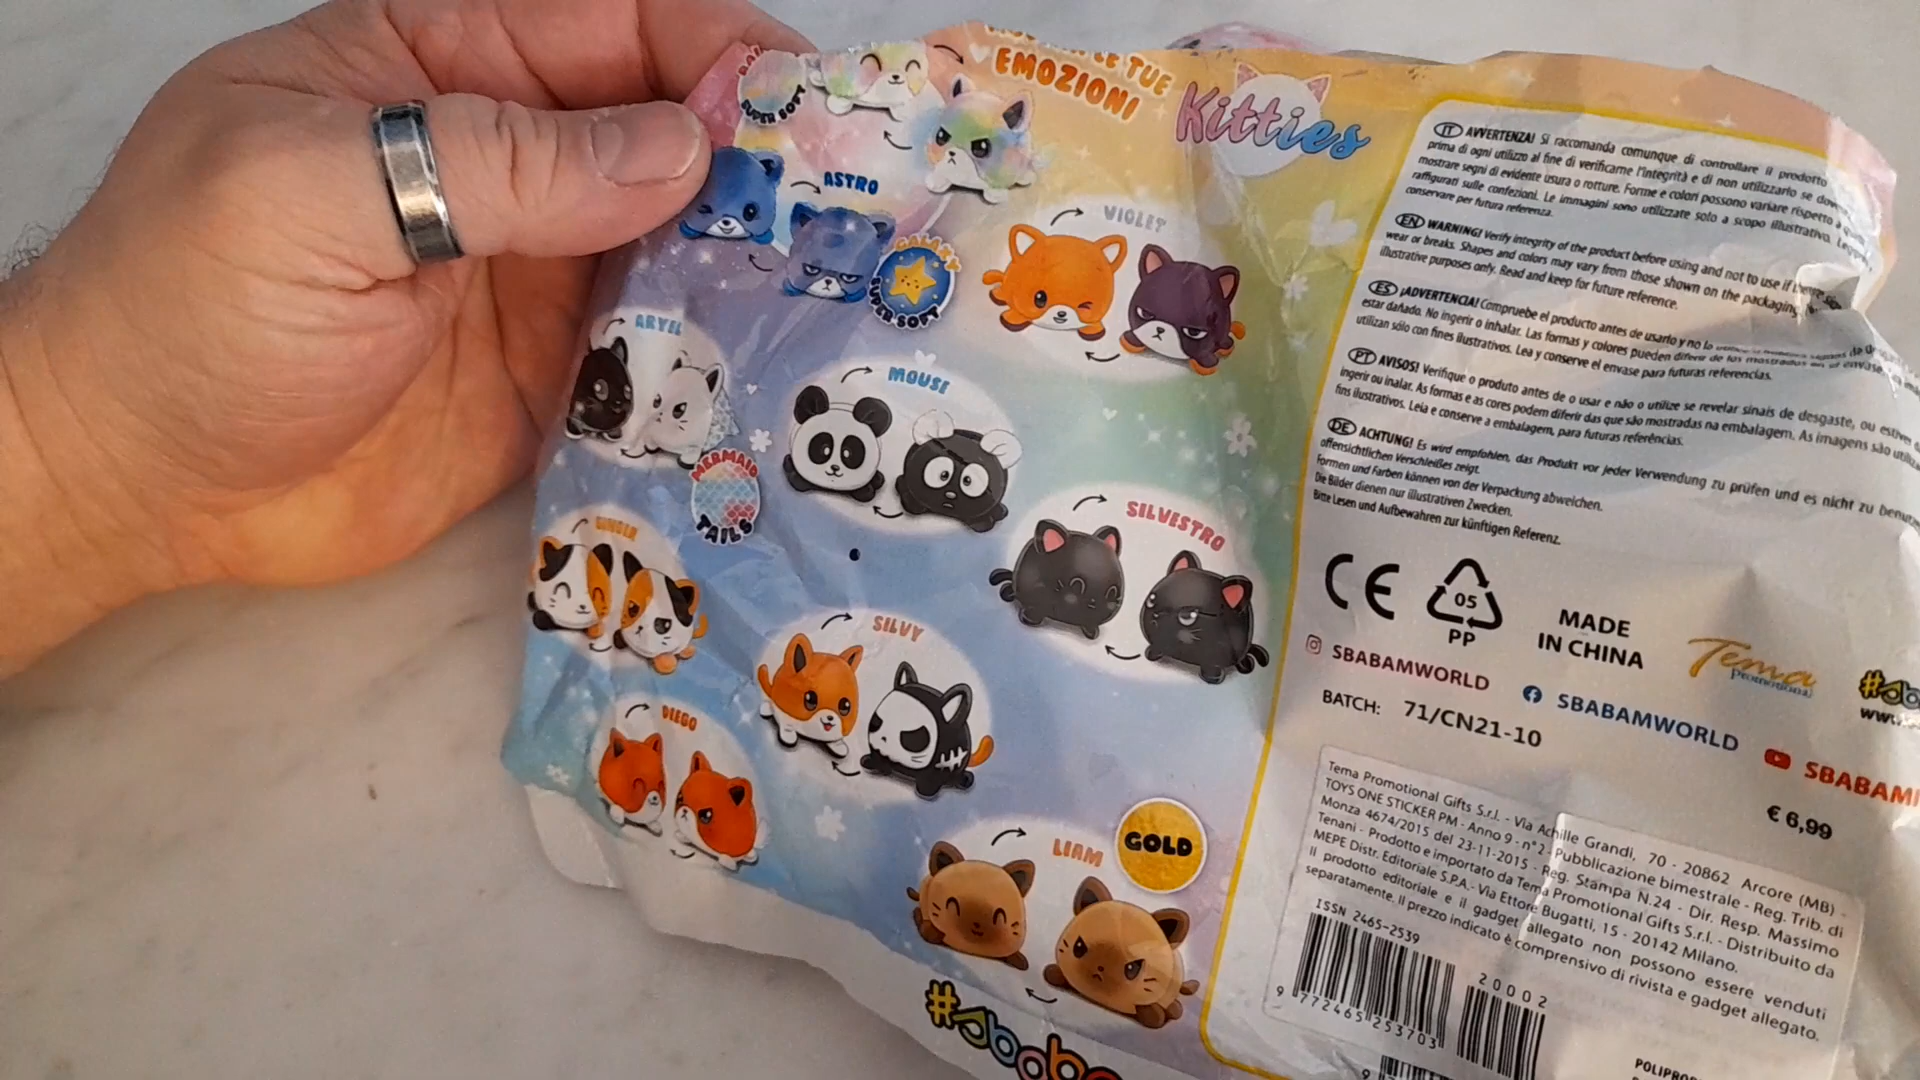 LE TUE
EMOZIONI
Kitties
SUPER SOFT
ASTRO
GALAXY
SUPER SOFT
VIOLET
ARYEL
MERMAID
TAILS
MOUSE
SILVESTRO
GINGER
SILVY
DIEGO
LIAM
GOLD
IT AVVERTENZA! Si raccomanda comunque di controllare il prodotto
prima di ogni utilizzo al fine di verificarne l'integrità e di non utilizzarlo se
mostrare segni di evidente usura o rotture. Forme e colori possono variare rispetto a
raffigurati sulle confezioni. Le immagini sono utilizzate solo a scopo illustrativo.
conservare per futura referenza.
EN WARNING! Verify integrity of the product before using and not to use if
wear or breaks. Shapes and colors may vary from those shown on the packaging.
illustrative purposes only. Read and keep for future reference.
ES ¡ADVERTENCIA! Compruebe el producto antes de usarlo y no lo
estar dañado. No ingerir o inhalar. Las formas y colores pueden diferir de los mostrados en el envase.
utilizan sólo con fines ilustrativos. Lea y conserve el envase para futuras referencias.
PT AVISOS! Verifique o produto antes de o usar e não o utilize se revelar sinais de desgaste, ou
ingerir ou inalar. As formas e as cores podem diferir das que são mostradas na embalagem. As imagens são
fins ilustrativos. Leia e conserve a embalagem, para futuras referências.
DE ACHTUNG! Es wird empfohlen, das Produkt vor jeder Verwendung zu prüfen und es nicht zu
offensichtlichen Verschleißes zeigt.
Formen und Farben können von der Verpackung abweichen.
Die Bilder dienen nur illustrativen Zwecken.
Bitte Lesen und Aufbewahren zur künftigen Referenz.
CE
05
PP
MADE
IN CHINA
Tema
Promotional
SBABAMWORLD
SBABAMWORLD
BATCH: 71/CN21-10
€ 6,99
Tema Promotional Gifts S.r.l. - Via Achille Grandi, 70 - 20862 Arcore (MB) -
TOYS ONE STICKER PM - Anno 9 - n°2 - Pubblicazione bimestrale - Reg. Trib. di
Monza 4674/2015 del 23-11-2015 - Reg. Stampa N.24 - Dir. Resp. Massimo
Tenani - Prodotto e importato da Tema Promotional Gifts S.r.l. - Distribuito da
MEPE Distr. Editoriale S.P.A.- Via Ettore Bugatti, 15 - 20142 Milano.
Il prodotto editoriale e il gadget allegato non possono essere venduti
separatamente. Il prezzo indicato è comprensivo di rivista e gadget allegato.
ISSN 2465-2539
20002
9 772465 253703